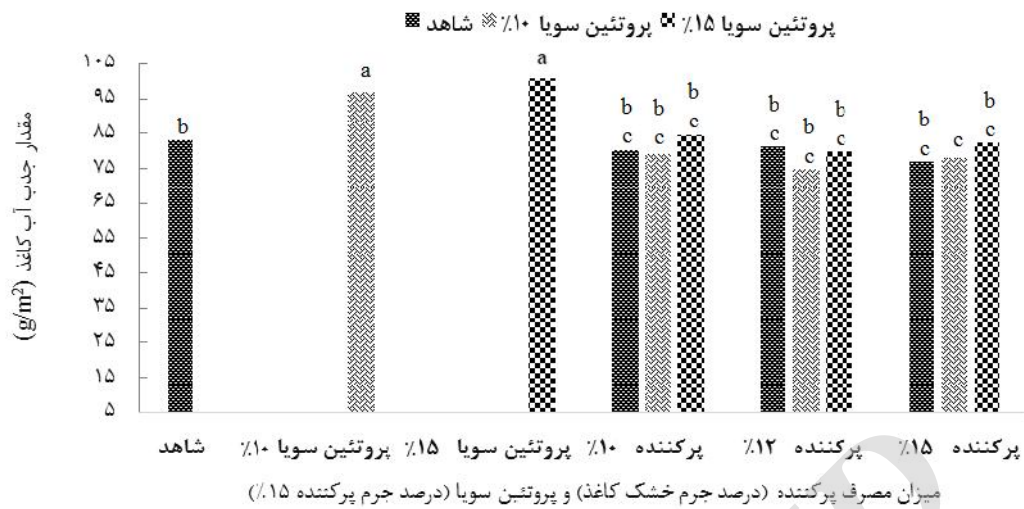 شاهد پروتئین سویا ۱۰٪ پروتئین سویا ۱۵٪
مقدار جذب آب کاغذ (g/m²)
۱۰۵
۹۵
۸۵
۷۵
۶۵
۵۵
۴۵
۳۵
۲۵
۱۵
۵
b
a
a
b c
b c
b c
b c
b c
b c
b c
c
b c
شاهد
پروتئین سویا ۱۰٪
پروتئین سویا ۱۵٪
پرکننده ۱۰٪
پرکننده ۱۲٪
پرکننده ۱۵٪
میزان مصرف پرکننده (درصد جرم خشک کاغذ) و پروتئین سویا (درصد جرم پرکننده ۱۵٪)